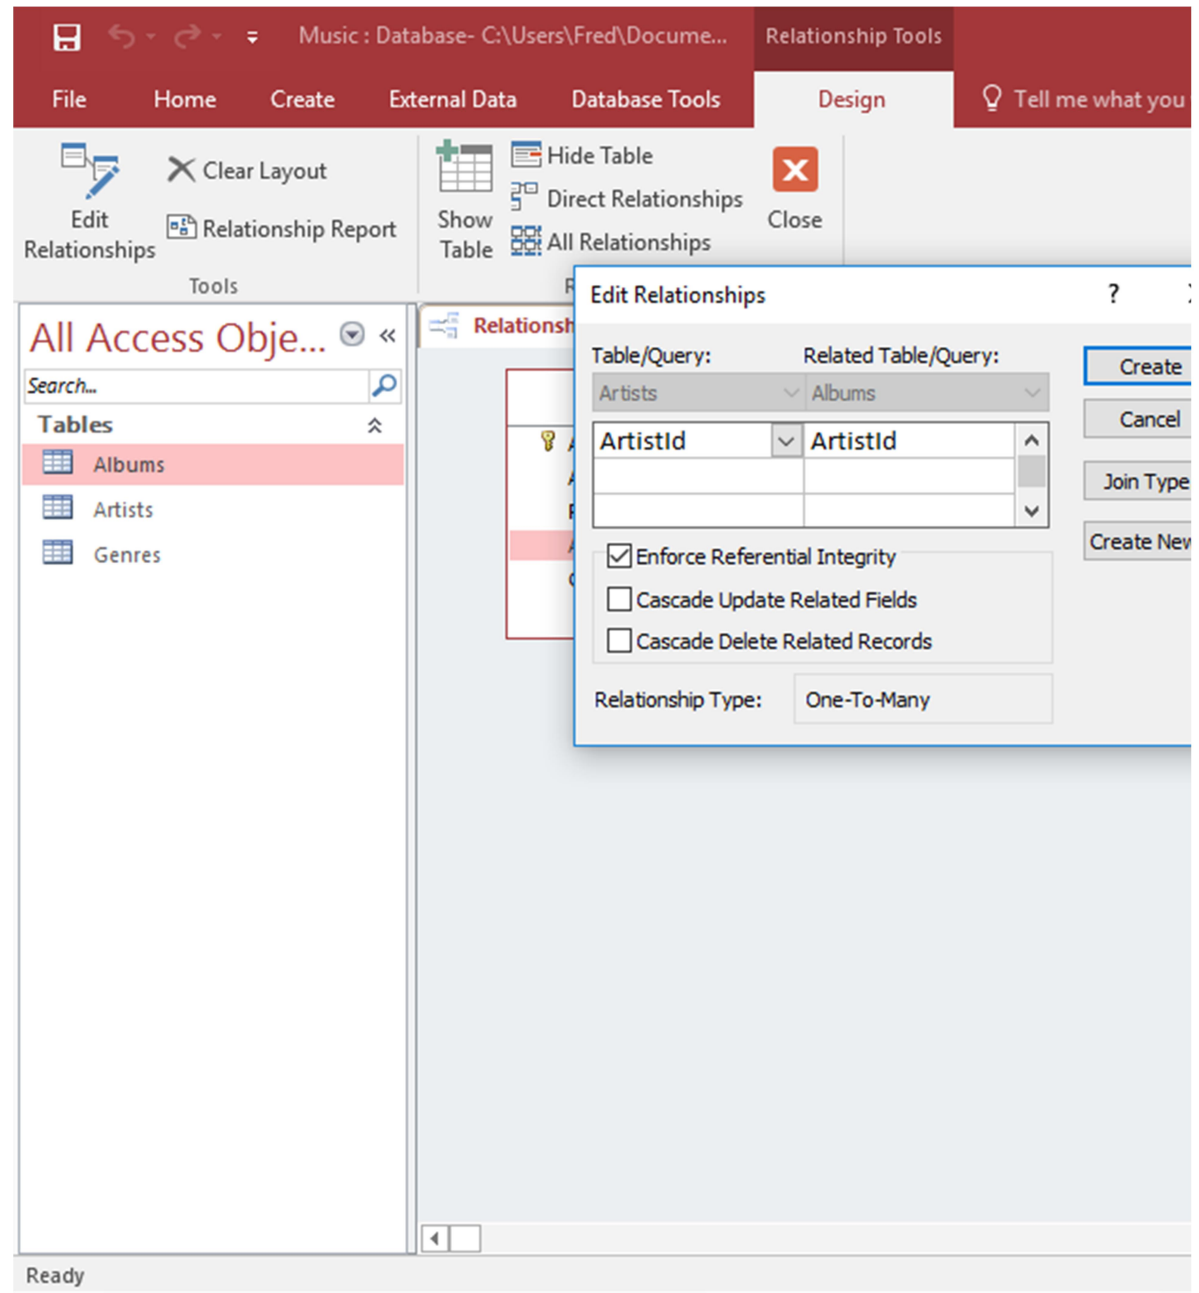 Music : Database- C:\Users\Fred\Docume...
Relationship Tools
File
Home
Create
External Data
Database Tools
Design
Tell me what you
Edit
Relationships
Clear Layout
Relationship Report
Tools
Show
Table
Hide Table
Direct Relationships
All Relationships
Close
All Access Obje...
Search...
Tables
Albums
Artists
Genres
Relationsh
Edit Relationships
?
Table/Query:
Related Table/Query:
Artists
Albums
ArtistId
ArtistId
Enforce Referential Integrity
Cascade Update Related Fields
Cascade Delete Related Records
Relationship Type:
One-To-Many
Create
Cancel
Join Type
Create New
Ready